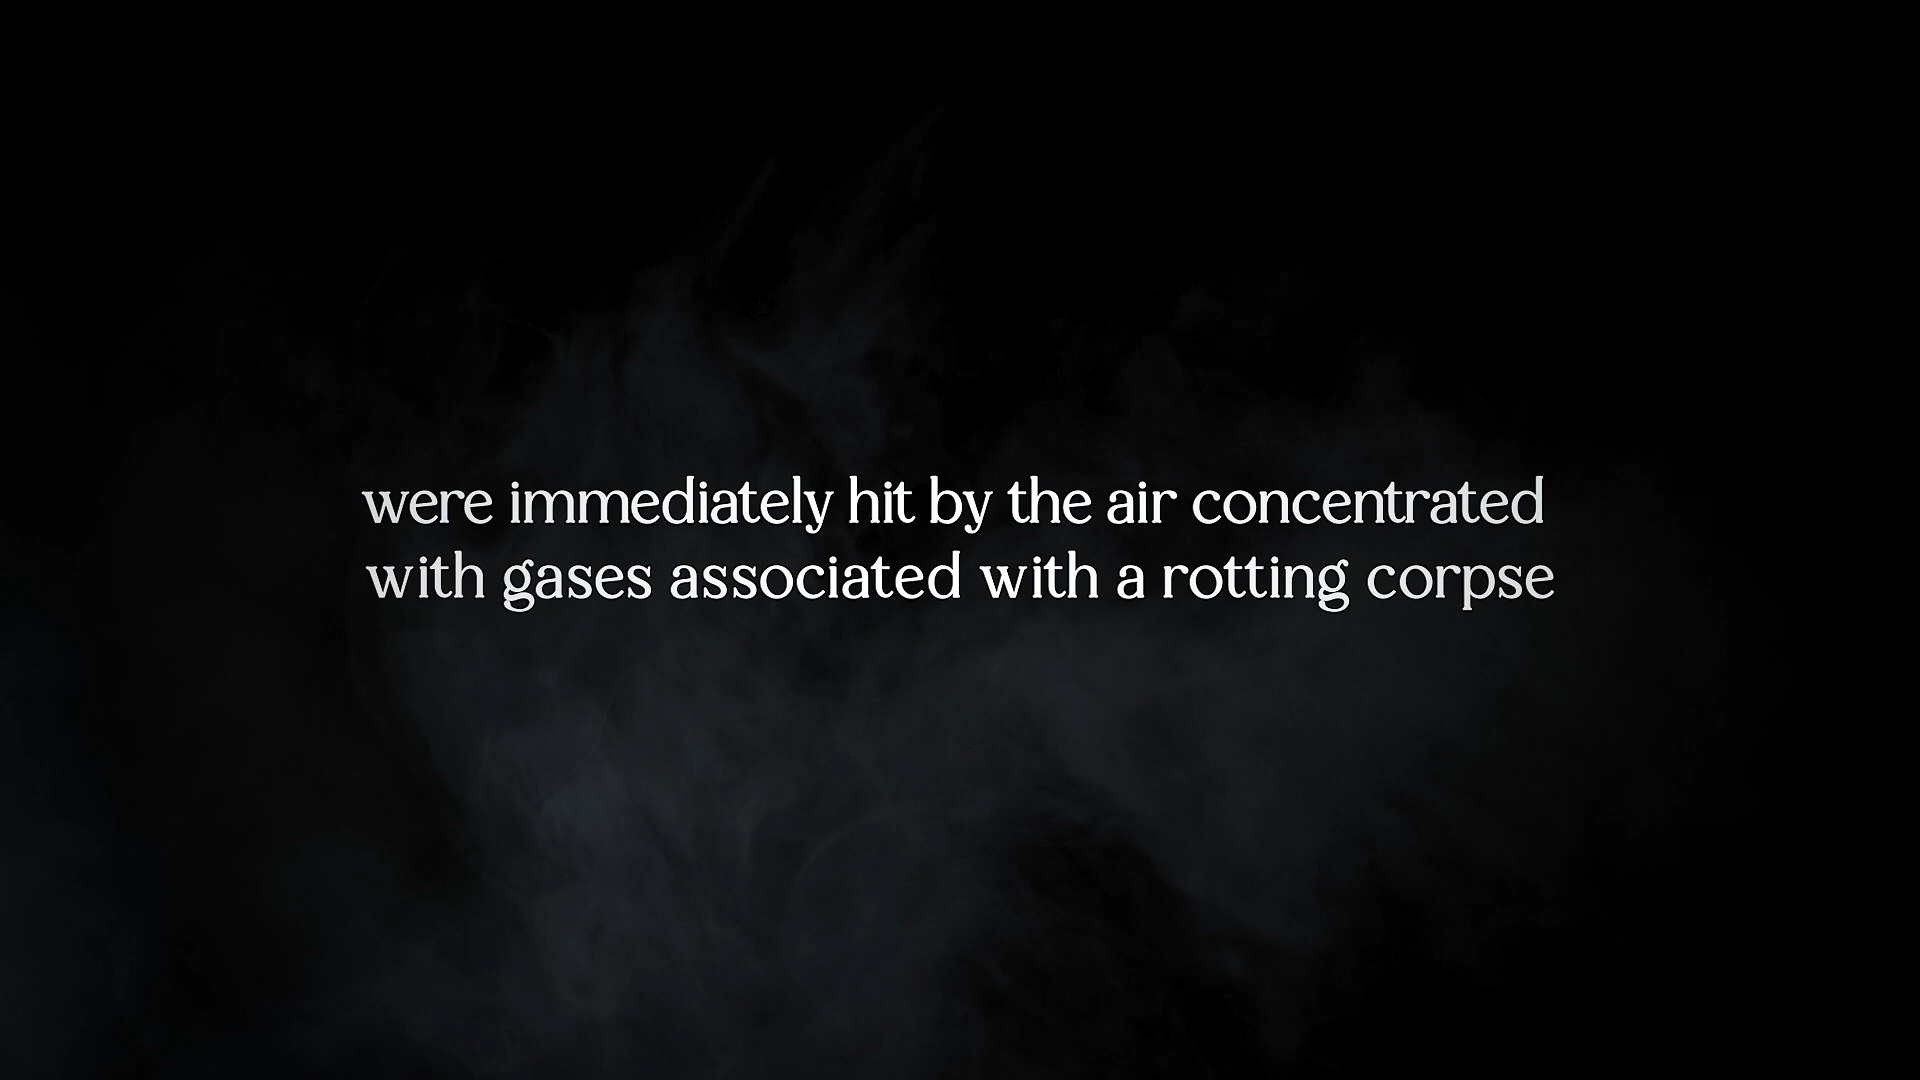 were immediately hit by the air concentrated
with gases associated with a rotting corpse